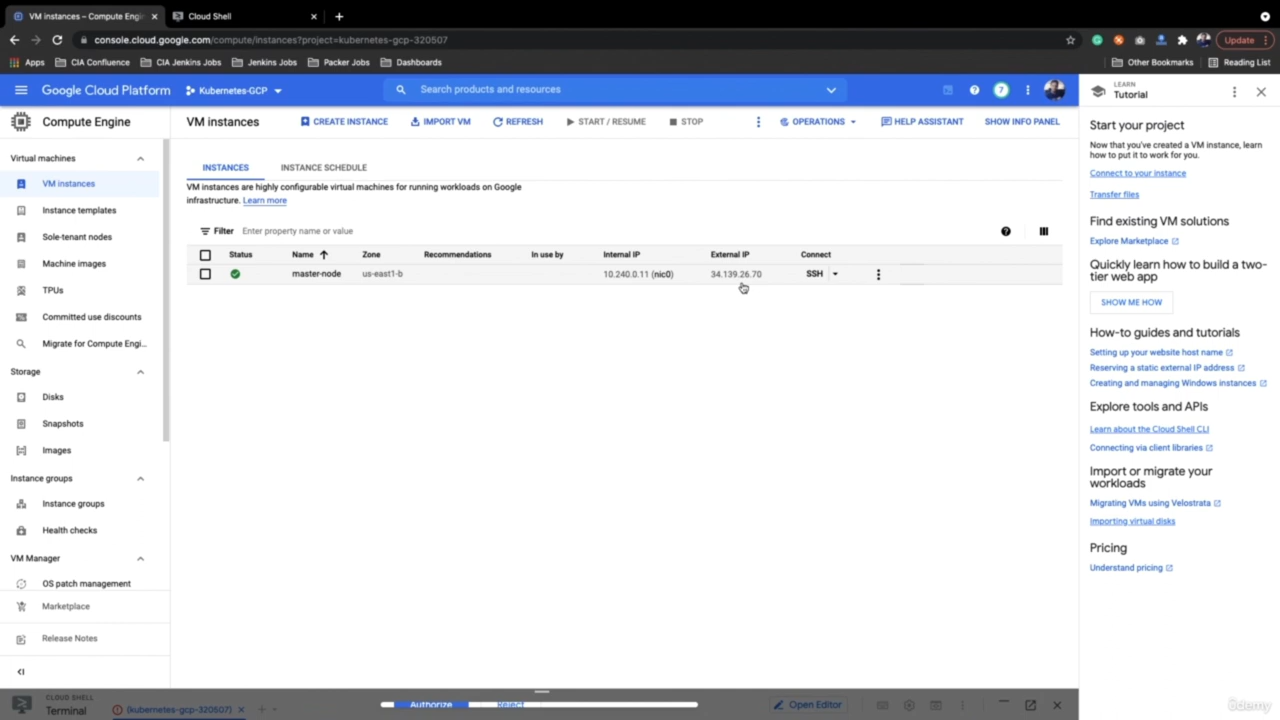 VM instances – Compute Engin
Cloud Shell
console.cloud.google.com/compute/instances?project=kubernetes-gcp-320507
Update
Apps
CIA Confluence
CIA Jenkins Jobs
Jenkins Jobs
Packer Jobs
Dashboards
Other Bookmarks
Reading List
Google Cloud Platform
Kubernetes-GCP
Search products and resources
7
LEARN
Tutorial
Compute Engine
VM instances
CREATE INSTANCE
IMPORT VM
REFRESH
START / RESUME
STOP
OPERATIONS
HELP ASSISTANT
SHOW INFO PANEL
Virtual machines
VM instances
Instance templates
Sole-tenant nodes
Machine images
TPUs
Committed use discounts
Migrate for Compute Engi...
Storage
Disks
Snapshots
Images
Instance groups
Instance groups
Health checks
VM Manager
OS patch management
Marketplace
Release Notes
INSTANCES
INSTANCE SCHEDULE
VM instances are highly configurable virtual machines for running workloads on Google
infrastructure. Learn more
Filter
Enter property name or value
Status
Name
Zone
Recommendations
In use by
Internal IP
External IP
Connect
master-node
us-east1-b
10.240.0.11 (nic0)
34.139.26.70
SSH
Start your project
Now that you've created a VM instance, learn
how to put it to work for you.
Connect to your instance
Transfer files
Find existing VM solutions
Explore Marketplace
Quickly learn how to build a two-
tier web app
SHOW ME HOW
How-to guides and tutorials
Setting up your website host name
Reserving a static external IP address
Creating and managing Windows instances
Explore tools and APIs
Learn about the Cloud Shell CLI
Connecting via client libraries
Import or migrate your
workloads
Migrating VMs using Velostrata
Importing virtual disks
Pricing
Understand pricing
CLOUD SHELL
Terminal
(kubernetes-gcp-320507)
Authorize
Reject
Open Editor
ûdemy